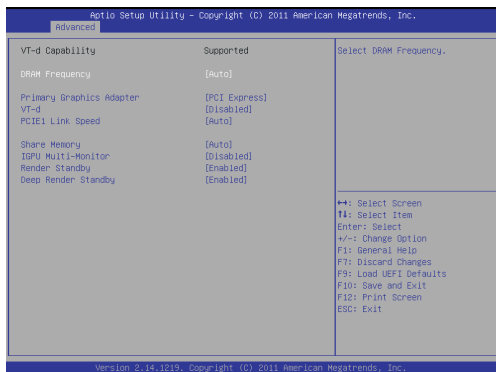 Aptio Setup Utility – Copyright (C) 2011 American Megatrends, Inc.
Advanced
VT-d Capability Supported
DRAM Frequency [Auto]
Primary Graphics Adapter [PCI Express]
VT-d [Disabled]
PCIE1 Link Speed [Auto]
Share Memory [Auto]
IGPU Multi-Monitor [Disabled]
Render Standby [Enabled]
Deep Render Standby [Enabled]
Select DRAM Frequency.
←→: Select Screen
↑↓: Select Item
Enter: Select
+/-: Change Option
F1: General Help
F7: Discard Changes
F9: Load UEFI Defaults
F10: Save and Exit
F12: Print Screen
ESC: Exit
Version 2.14.1219. Copyright (C) 2011 American Megatrends, Inc.